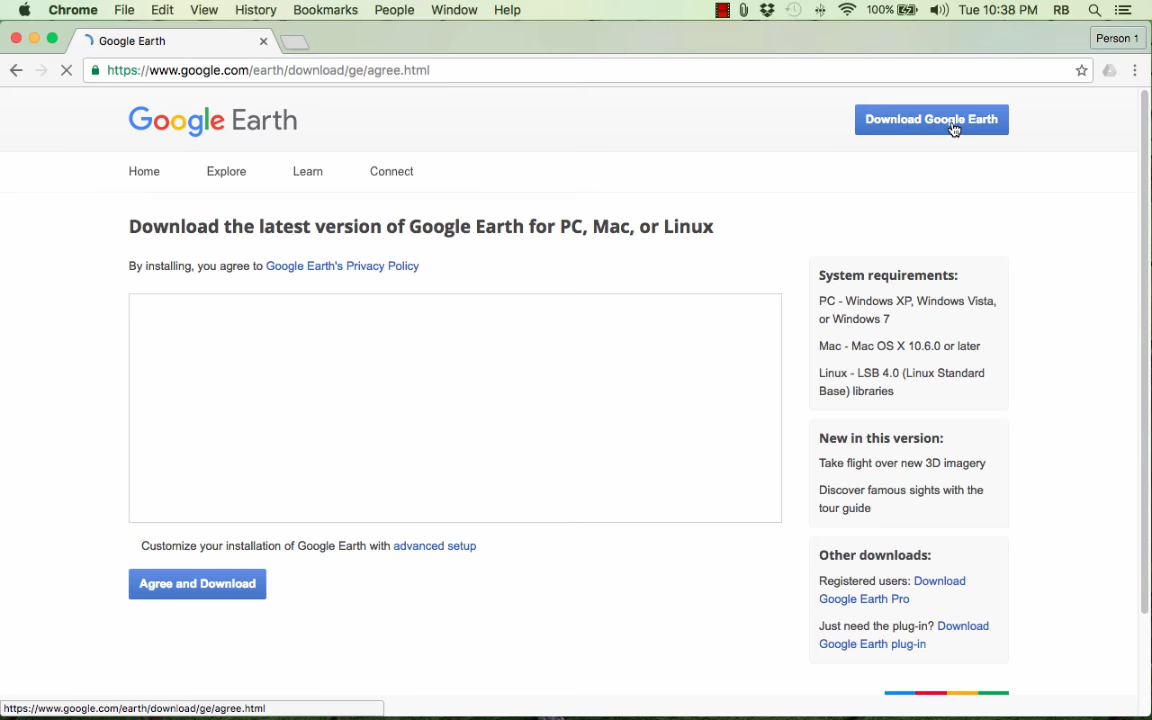 Chrome File Edit View History Bookmarks People Window Help 100% Tue 10:38 PM RB
Google Earth Person 1
https://www.google.com/earth/download/ge/agree.html
Google Earth Download Google Earth
Home Explore Learn Connect
Download the latest version of Google Earth for PC, Mac, or Linux
By installing, you agree to Google Earth's Privacy Policy
Customize your installation of Google Earth with advanced setup
Agree and Download
System requirements:
PC - Windows XP, Windows Vista,
or Windows 7
Mac - Mac OS X 10.6.0 or later
Linux - LSB 4.0 (Linux Standard
Base) libraries
New in this version:
Take flight over new 3D imagery
Discover famous sights with the
tour guide
Other downloads:
Registered users: Download
Google Earth Pro
Just need the plug-in? Download
Google Earth plug-in
https://www.google.com/earth/download/ge/agree.html